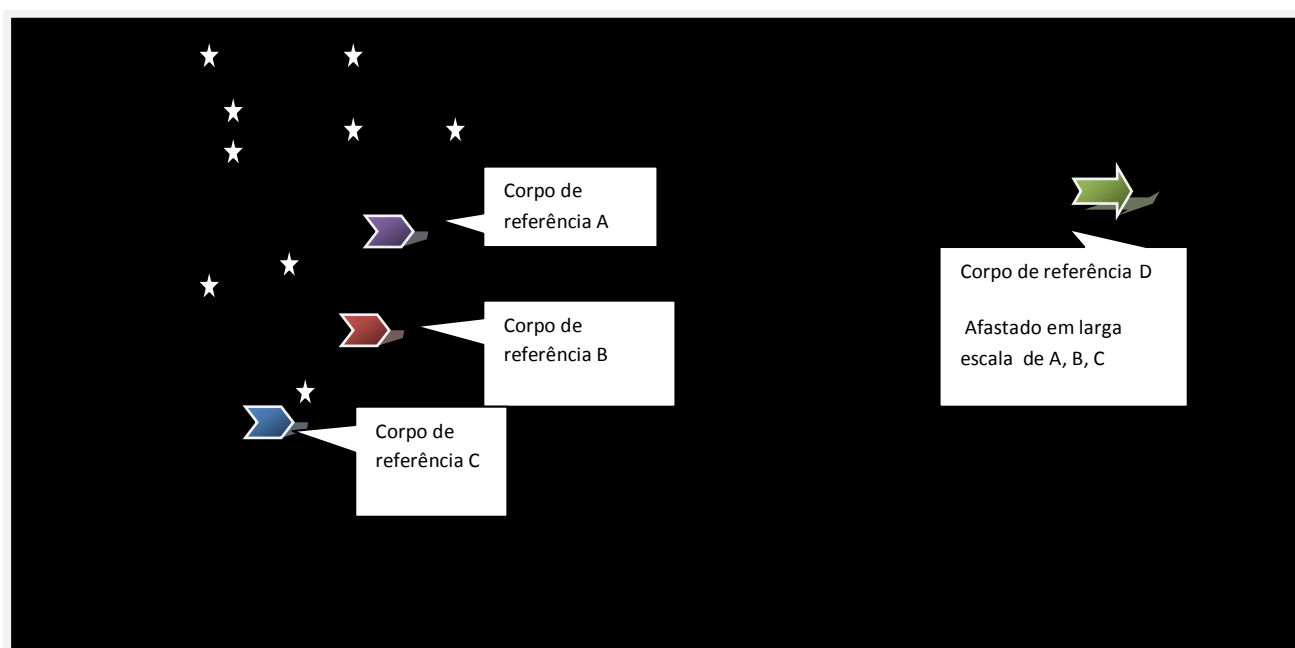 Corpo de
referência A
Corpo de
referência B
Corpo de
referência C
Corpo de referência D
Afastado em larga
escala de A, B, C